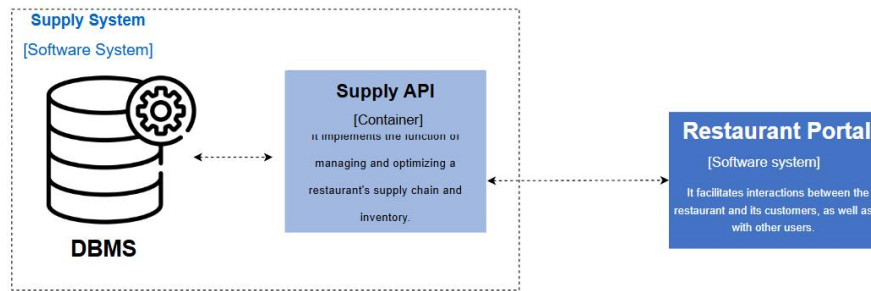 Supply System
[Software System]
DBMS
Supply API
[Container]
It implements the function of
managing and optimizing a
restaurant's supply chain and
inventory.
Restaurant Portal
[Software system]
It facilitates interactions between the
restaurant and its customers, as well as
with other users.